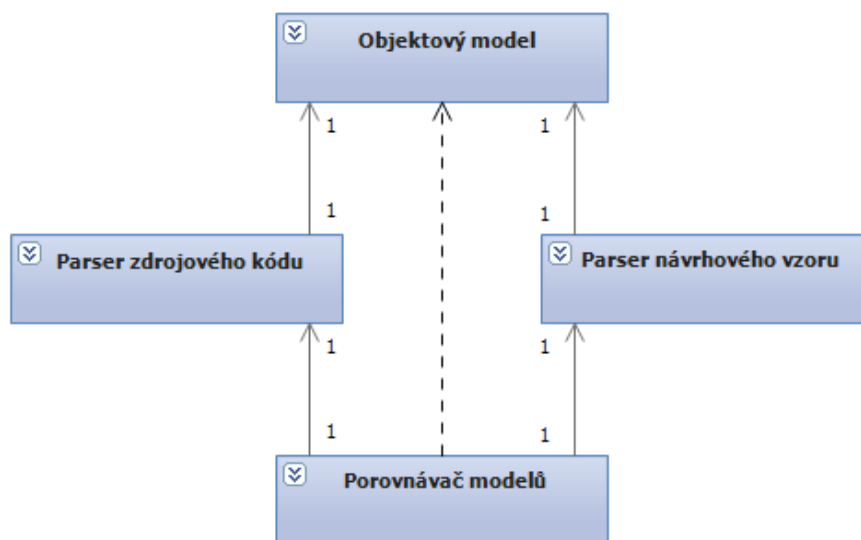 Objektový model
1
1
1
1
Parser zdrojového kódu
Parser návrhového vzoru
1
1
1
1
Porovnávač modelů